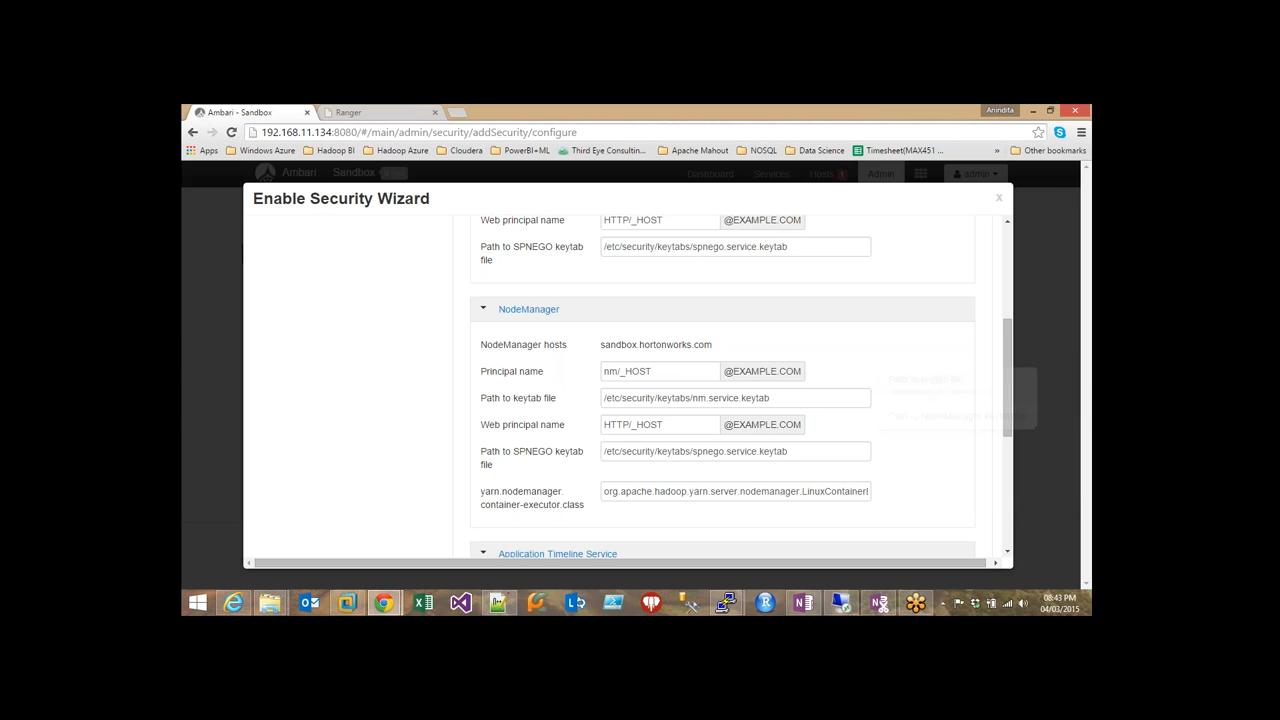 Ambari - Sandbox
Ranger
Anindita
192.168.11.134:8080/#/main/admin/security/addSecurity/configure
Apps
Windows Azure
Hadoop BI
Hadoop Azure
Cloudera
PowerBI+ML
Third Eye Consultin...
Apache Mahout
NOSQL
Data Science
Timesheet(MAX451 ...
»
Other bookmarks
Ambari
Sandbox
Dashboard
Services
Hosts 1
Admin
admin
Enable Security Wizard
x
Web principal name
HTTP/_HOST
@EXAMPLE.COM
Path to SPNEGO keytab
file
/etc/security/keytabs/spnego.service.keytab
NodeManager
NodeManager hosts
sandbox.hortonworks.com
Principal name
nm/_HOST
@EXAMPLE.COM
Path to keytab file
/etc/security/keytabs/nm.service.keytab
Web principal name
HTTP/_HOST
@EXAMPLE.COM
Path to SPNEGO keytab
file
/etc/security/keytabs/spnego.service.keytab
yarn.nodemanager.
container-executor.class
org.apache.hadoop.yarn.server.nodemanager.LinuxContainerE
Application Timeline Service
08:43 PM
04/03/2015